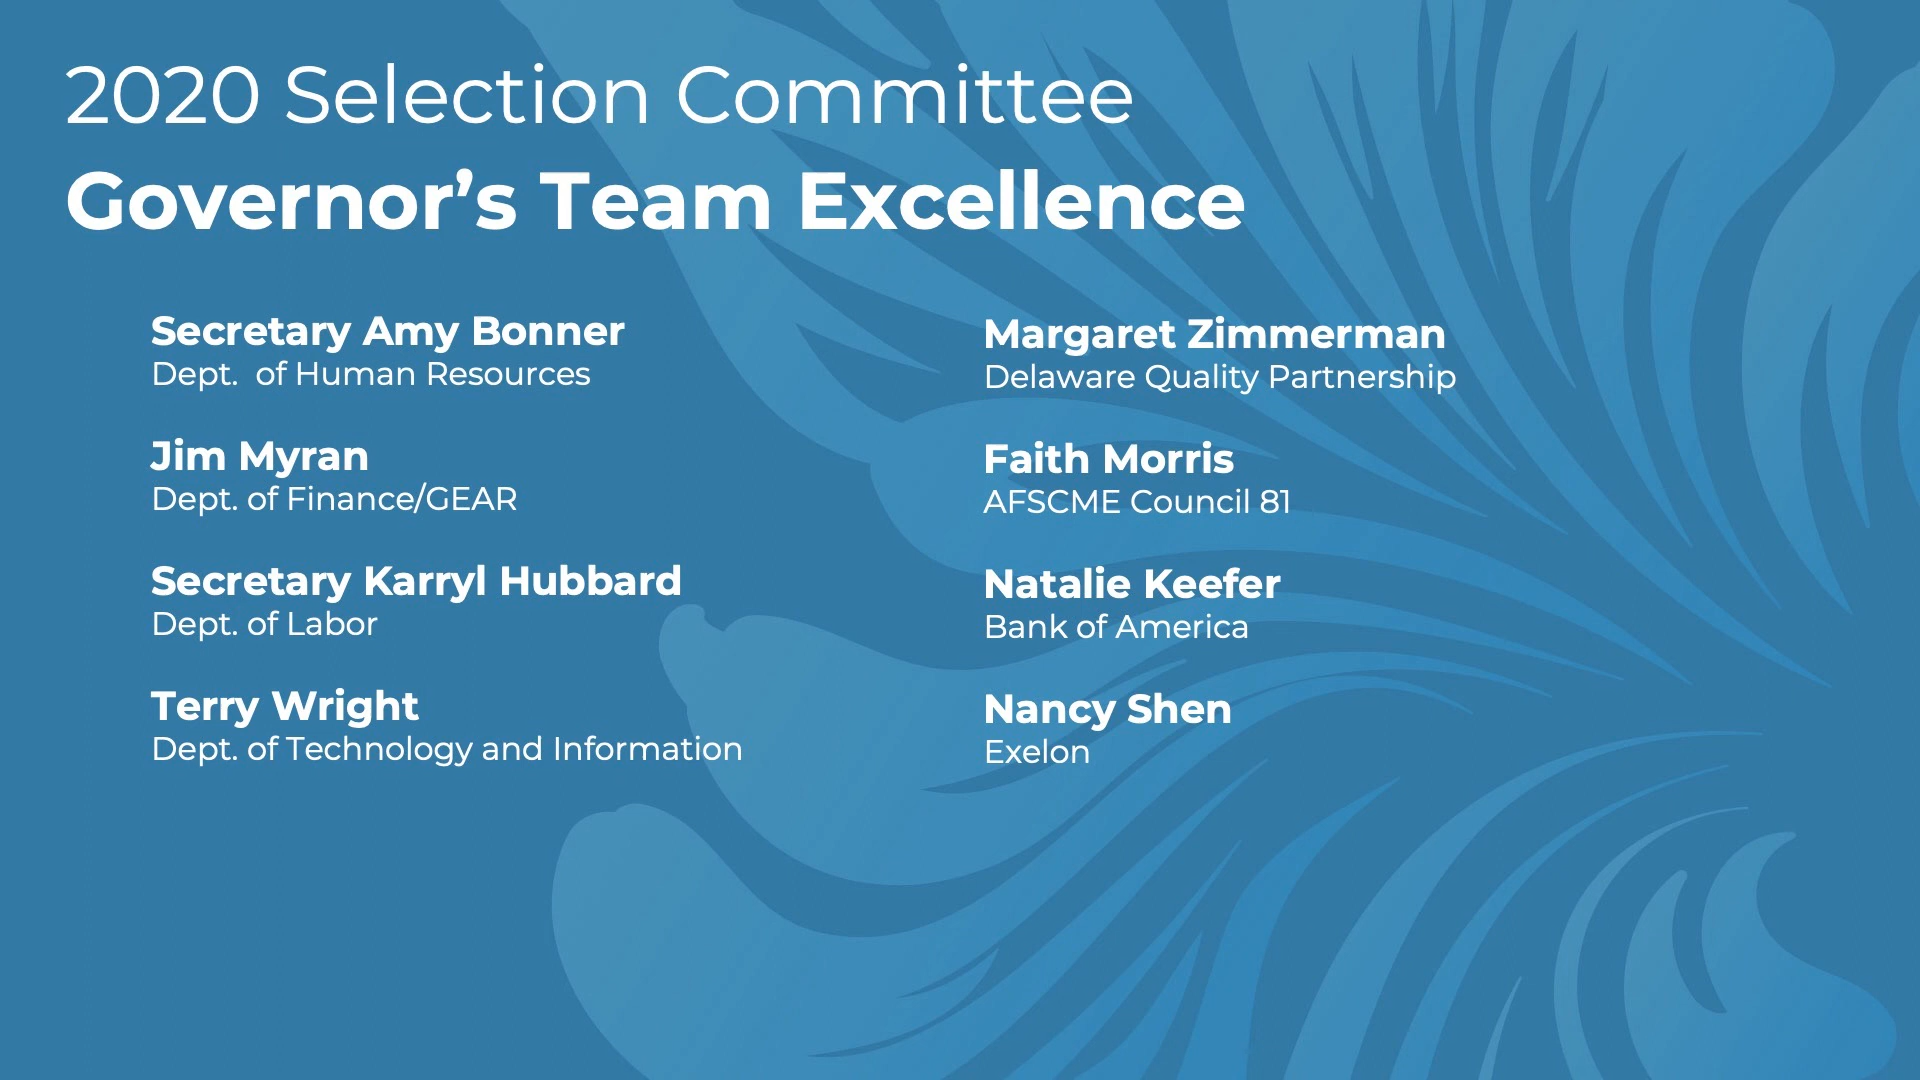 2020 Selection Committee
Governor’s Team Excellence
Secretary Amy Bonner
Dept.  of Human Resources
Jim Myran
Dept. of Finance/GEAR
Secretary Karryl Hubbard
Dept. of Labor
Terry Wright
Dept. of Technology and Information
Margaret Zimmerman
Delaware Quality Partnership
Faith Morris
AFSCME Council 81
Natalie Keefer
Bank of America
Nancy Shen
Exelon